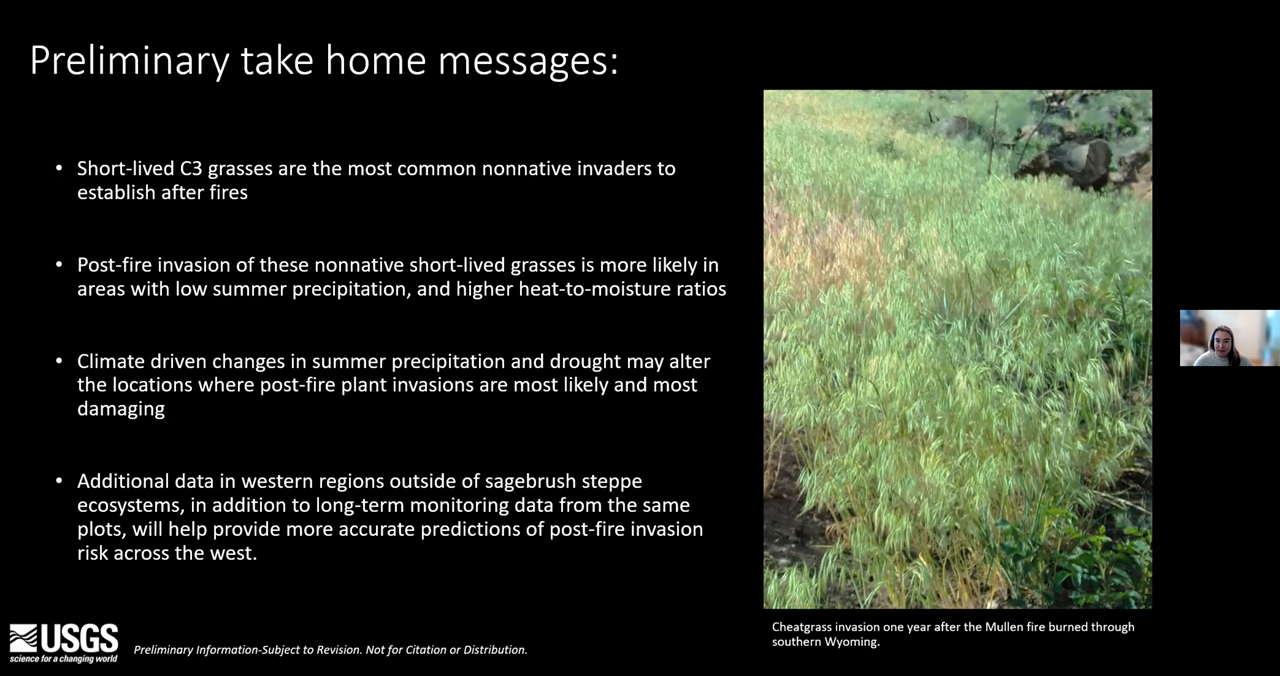 Preliminary take home messages:
• Short-lived C3 grasses are the most common nonnative invaders to
establish after fires
• Post-fire invasion of these nonnative short-lived grasses is more likely in
areas with low summer precipitation, and higher heat-to-moisture ratios
• Climate driven changes in summer precipitation and drought may alter
the locations where post-fire plant invasions are most likely and most
damaging
• Additional data in western regions outside of sagebrush steppe
ecosystems, in addition to long-term monitoring data from the same
plots, will help provide more accurate predictions of post-fire invasion
risk across the west.
Cheatgrass invasion one year after the Mullen fire burned through
southern Wyoming.
USGS
science for a changing world
Preliminary Information-Subject to Revision. Not for Citation or Distribution.